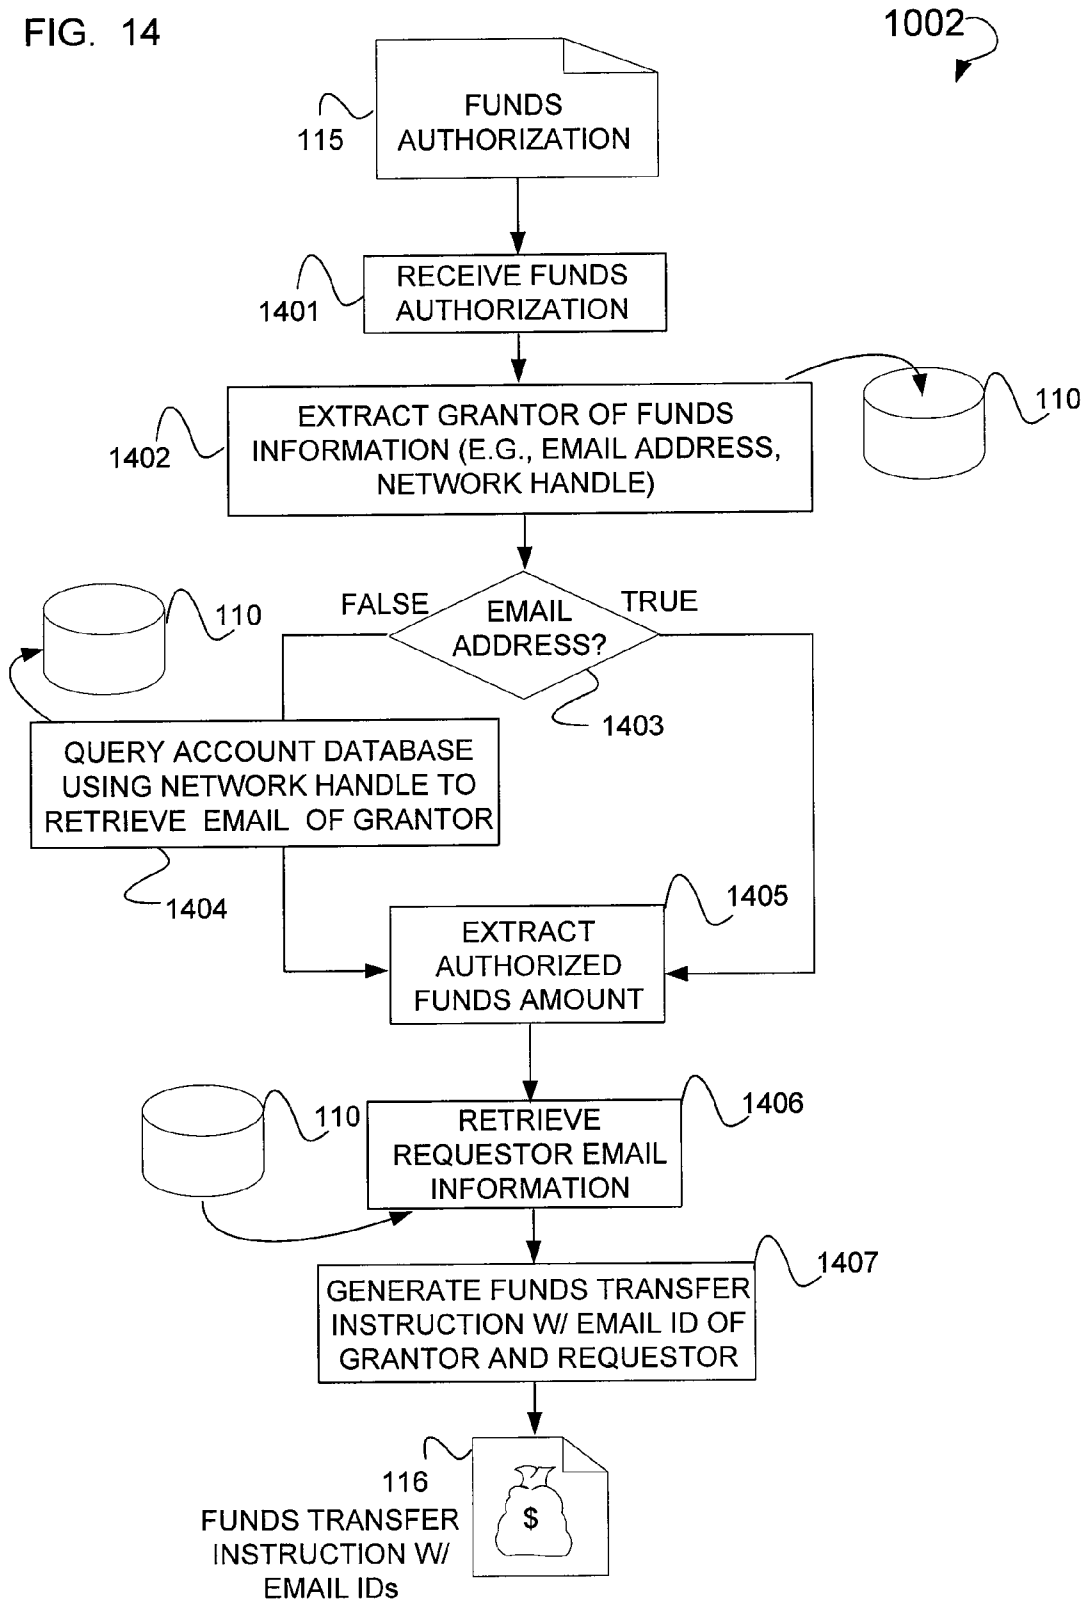 FIG. 14
1002
FUNDS
AUTHORIZATION
115
RECEIVE FUNDS
AUTHORIZATION
1401
EXTRACT GRANTOR OF FUNDS
INFORMATION (E.G., EMAIL ADDRESS,
NETWORK HANDLE)
1402
110
FALSE
EMAIL
ADDRESS?
TRUE
110
1403
QUERY ACCOUNT DATABASE
USING NETWORK HANDLE TO
RETRIEVE EMAIL OF GRANTOR
1404
1405
EXTRACT
AUTHORIZED
FUNDS AMOUNT
110
1406
RETRIEVE
REQUESTOR EMAIL
INFORMATION
1407
GENERATE FUNDS TRANSFER
INSTRUCTION W/ EMAIL ID OF
GRANTOR AND REQUESTOR
116
$
FUNDS TRANSFER
INSTRUCTION W/
EMAIL IDs